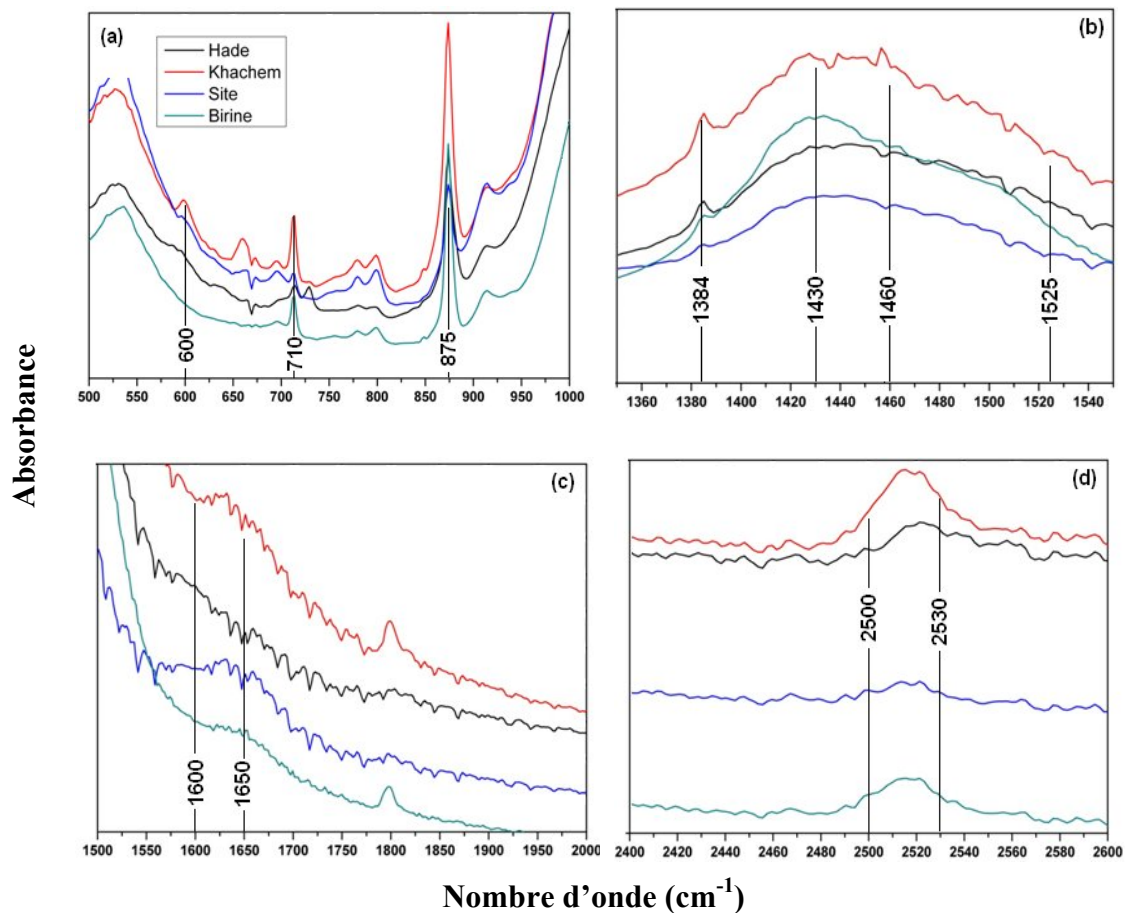 Absorbance
(a)
Hade
Khachem
Site
Birine
600
710
875
500 550 600 650 700 750 800 850 900 950 1000
(b)
1384
1430
1460
1525
1360 1380 1400 1420 1440 1460 1480 1500 1520 1540
(c)
1600
1650
1500 1550 1600 1650 1700 1750 1800 1850 1900 1950 2000
(d)
2500
2530
2400 2420 2440 2460 2480 2500 2520 2540 2560 2580 2600
Nombre d’onde (cm⁻¹)